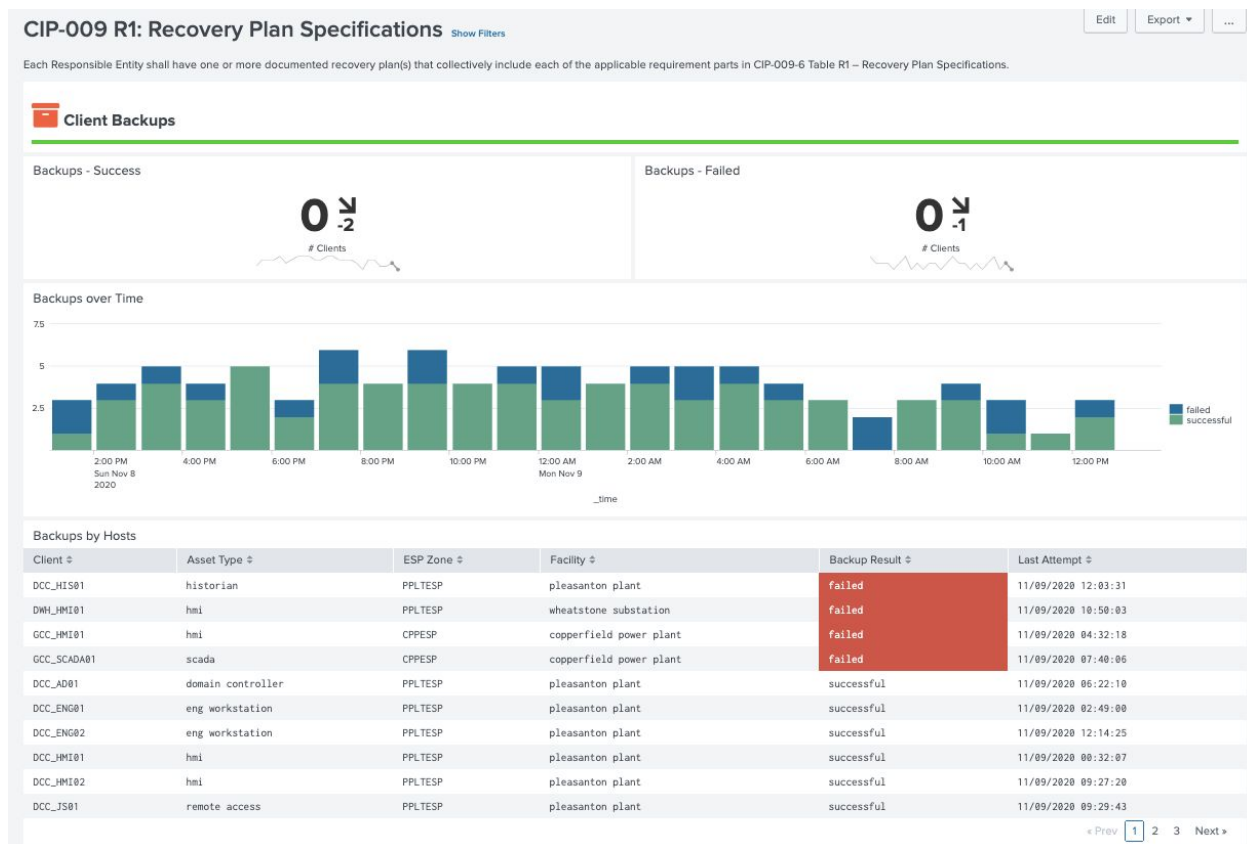 CIP-009 R1: Recovery Plan Specifications Show Filters
Edit Export ▾ ...
Each Responsible Entity shall have one or more documented recovery plan(s) that collectively include each of the applicable requirement parts in CIP-009-6 Table R1 – Recovery Plan Specifications.
Client Backups
Backups - Success
0 -2
# Clients
Backups - Failed
0 -1
# Clients
Backups over Time
7.5
5
2.5
failed
successful
2:00 PM 4:00 PM 6:00 PM 8:00 PM 10:00 PM 12:00 AM 2:00 AM 4:00 AM 6:00 AM 8:00 AM 10:00 AM 12:00 PM
Sun Nov 8 Mon Nov 9
2020
_time
Backups by Hosts
Client Asset Type ESP Zone Facility Backup Result Last Attempt
DCC_HIS01 historian PPLTESP pleasanton plant failed 11/09/2020 12:03:31
DWH_HMI01 hmi PPLTESP wheatstone substation failed 11/09/2020 10:50:03
GCC_HMI01 hmi CPPESP copperfield power plant failed 11/09/2020 04:32:18
GCC_SCADA01 scada CPPESP copperfield power plant failed 11/09/2020 07:40:06
DCC_AD01 domain controller PPLTESP pleasanton plant successful 11/09/2020 06:22:10
DCC_ENG01 eng workstation PPLTESP pleasanton plant successful 11/09/2020 02:49:00
DCC_ENG02 eng workstation PPLTESP pleasanton plant successful 11/09/2020 12:14:25
DCC_HMI01 hmi PPLTESP pleasanton plant successful 11/09/2020 00:32:07
DCC_HMI02 hmi PPLTESP pleasanton plant successful 11/09/2020 09:27:20
DCC_JS01 remote access PPLTESP pleasanton plant successful 11/09/2020 09:29:43
« Prev 1 2 3 Next »